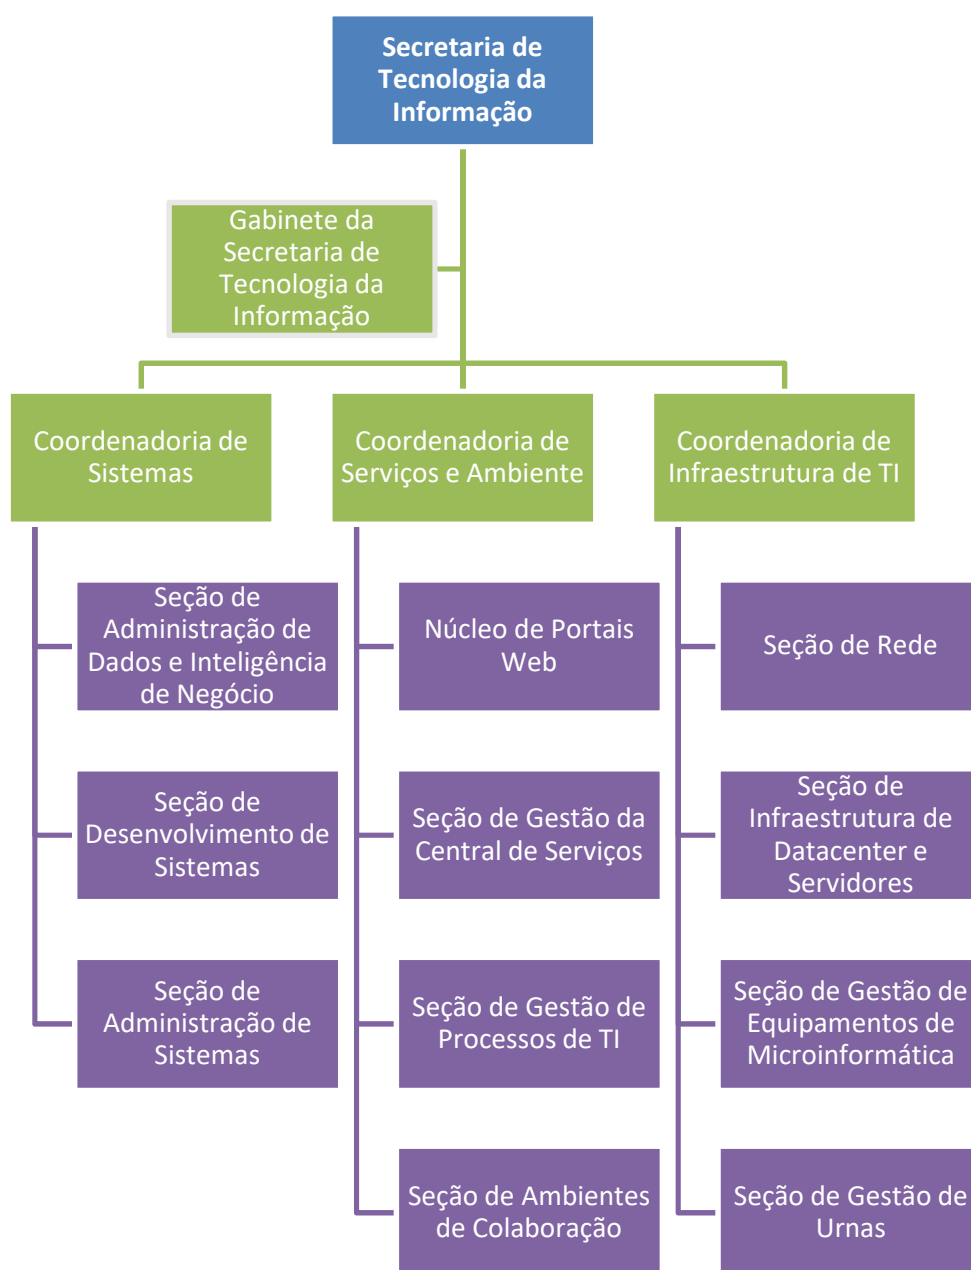 Secretaria de
Tecnologia da
Informação
Gabinete da
Secretaria de
Tecnologia da
Informação
Coordenadoria de
Sistemas
Coordenadoria de
Serviços e Ambiente
Coordenadoria de
Infraestrutura de TI
Seção de
Administração de
Dados e Inteligência
de Negócio
Núcleo de Portais
Web
Seção de Rede
Seção de
Desenvolvimento de
Sistemas
Seção de Gestão da
Central de Serviços
Seção de
Infraestrutura de
Datacenter e
Servidores
Seção de
Administração de
Sistemas
Seção de Gestão de
Processos de TI
Seção de Gestão de
Equipamentos de
Microinformática
Seção de Ambientes
de Colaboração
Seção de Gestão de
Urnas